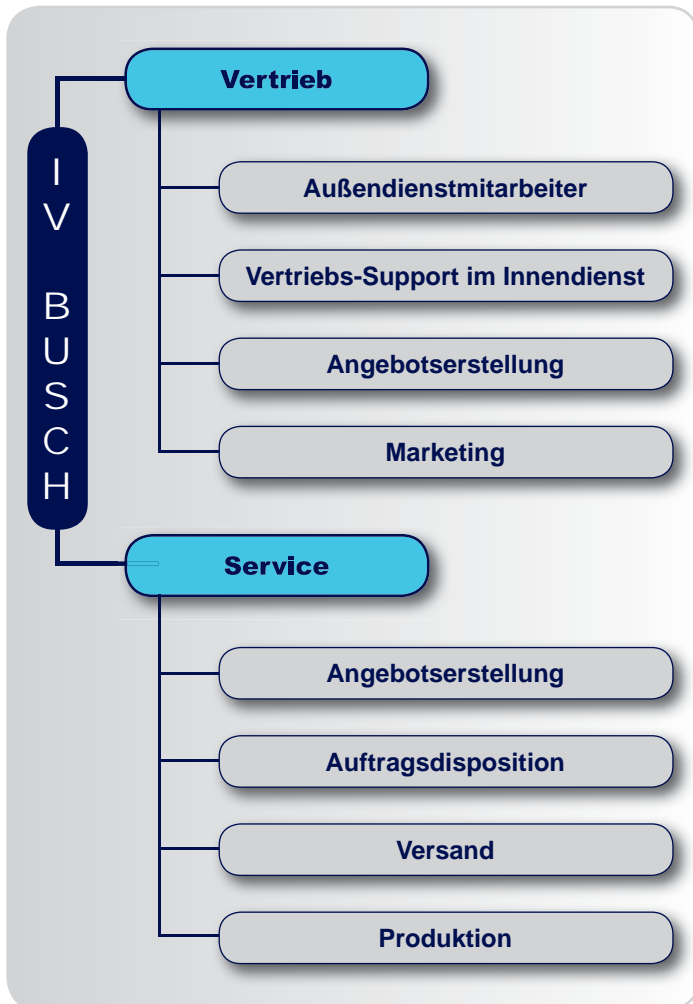 IV BUSCH
Vertrieb
Außendienstmitarbeiter
Vertriebs-Support im Innendienst
Angebotserstellung
Marketing
Service
Angebotserstellung
Auftragsdisposition
Versand
Produktion